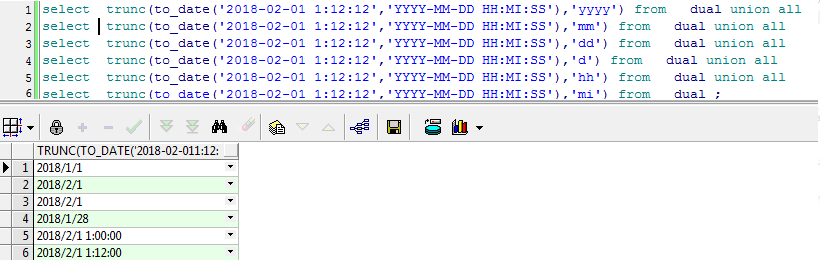 1 select  trunc(to_date('2018-02-01 1:12:12','YYYY-MM-DD HH:MI:SS'),'yyyy') from   dual union all
2 select  trunc(to_date('2018-02-01 1:12:12','YYYY-MM-DD HH:MI:SS'),'mm') from   dual union all
3 select  trunc(to_date('2018-02-01 1:12:12','YYYY-MM-DD HH:MI:SS'),'dd') from   dual union all
4 select  trunc(to_date('2018-02-01 1:12:12','YYYY-MM-DD HH:MI:SS'),'d') from   dual union all
5 select  trunc(to_date('2018-02-01 1:12:12','YYYY-MM-DD HH:MI:SS'),'hh') from   dual union all
6 select  trunc(to_date('2018-02-01 1:12:12','YYYY-MM-DD HH:MI:SS'),'mi') from   dual ;
TRUNC(TO_DATE('2018-02-011:12:
1 2018/1/1
2 2018/2/1
3 2018/2/1
4 2018/1/28
5 2018/2/1 1:00:00
6 2018/2/1 1:12:00